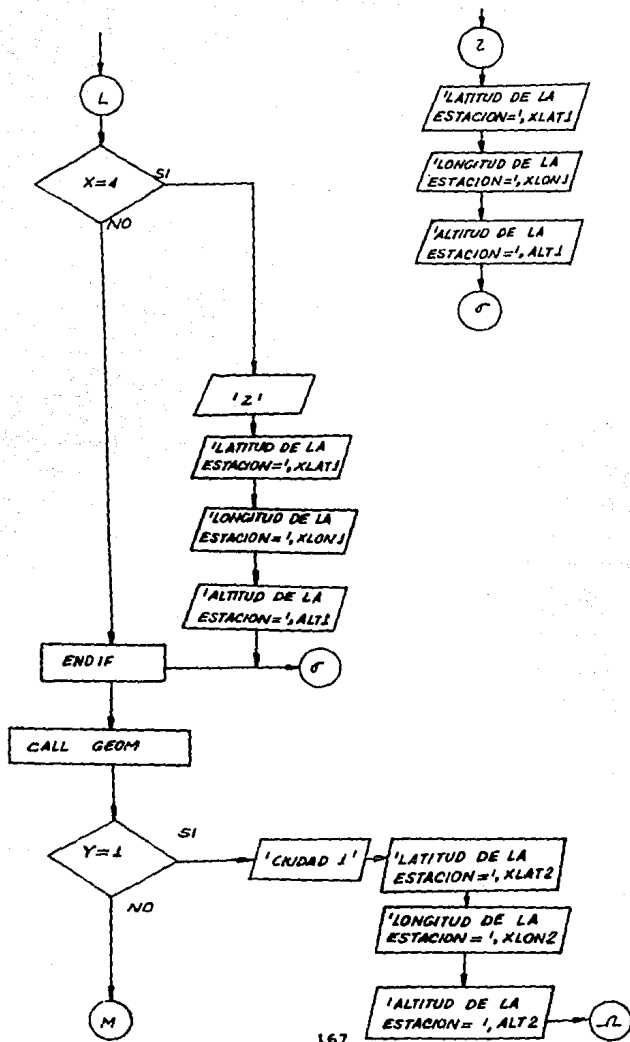 L
X=4
SI
NO
'Z'
'LATITUD DE LA
ESTACION=', XLAT1
'LONGITUD DE LA
ESTACION=', XLON1
'ALTITUD DE LA
ESTACION=', ALT1
ENDIF
σ
CALL GEOM
Y=1
SI
NO
'CIUDAD 1'
'LATITUD DE LA
ESTACION=', XLAT2
'LONGITUD DE LA
ESTACION=', XLON2
'ALTITUD DE LA
ESTACION=', ALT2
Ω
M
'LATITUD DE LA
ESTACION=', XLAT1
'LONGITUD DE LA
ESTACION=', XLON1
'ALTITUD DE LA
ESTACION=', ALT1
σ
167